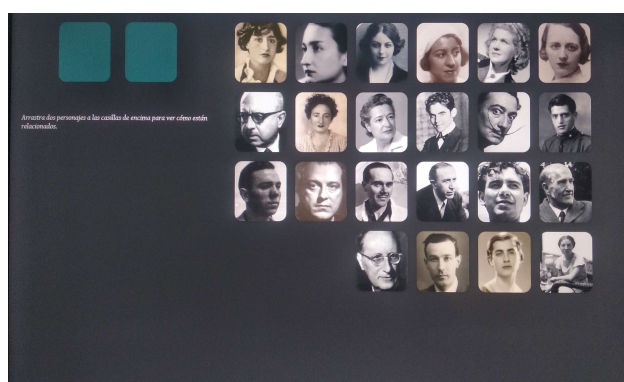 Arrastra dos personajes a las casillas de encima para ver cómo están
relacionados.